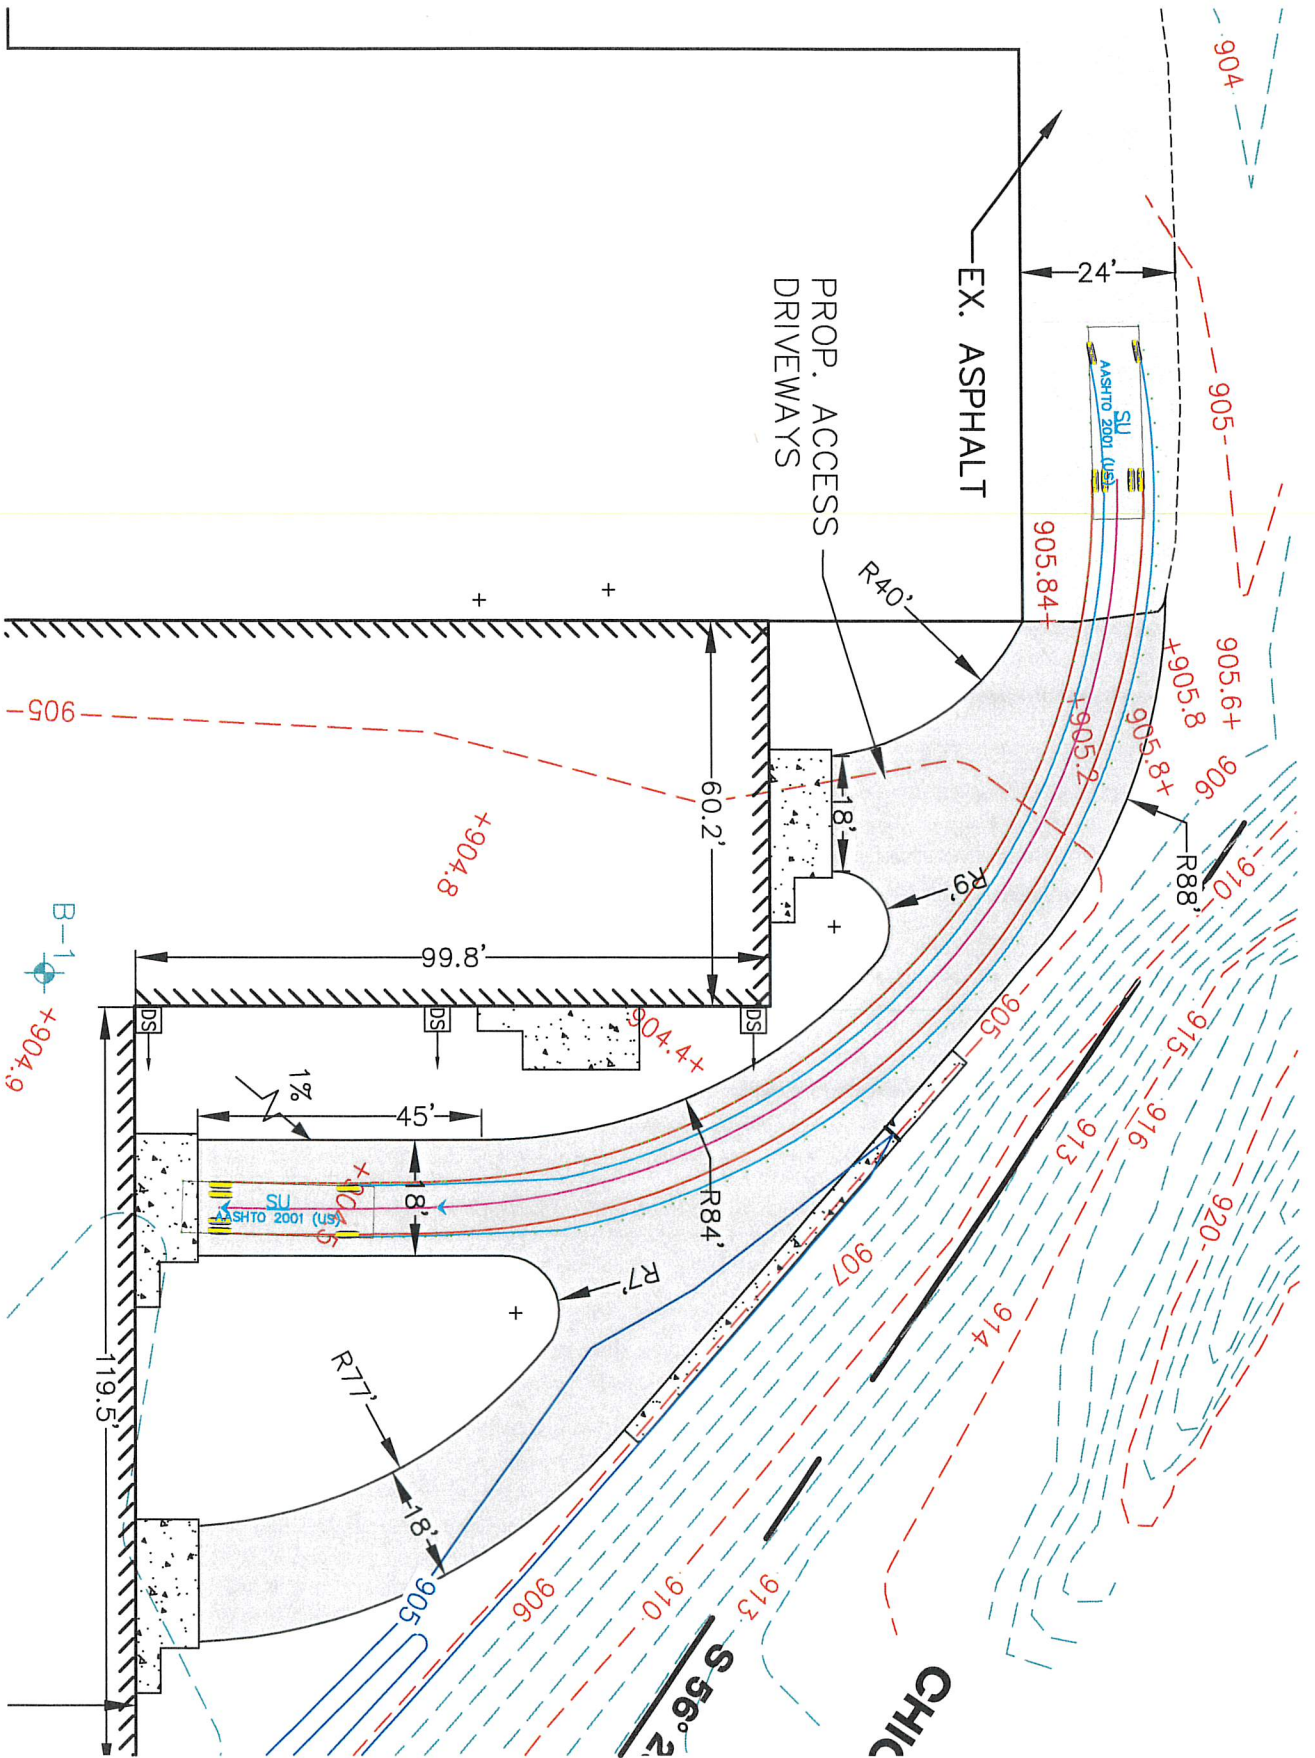 904
24'
EX. ASPHALT
PROP. ACCESS
DRIVEWAYS
905
SU
AASHTO 2001 (US)
905.84+
R40'
+905.8
905.6+
905.8+
+905.2
906
R88'
910
905
60.2'
18'
R9'
+904.8
99.8'
B-1
+904.9
DS
DS
DS
904.4+
905
915
916
913
920
1%
45'
18'
R84'
SU
AASHTO 2001 (US)
R7'
907
914
119.5'
R77'
18'
905
906
910
913
S 56° 2
CHIC